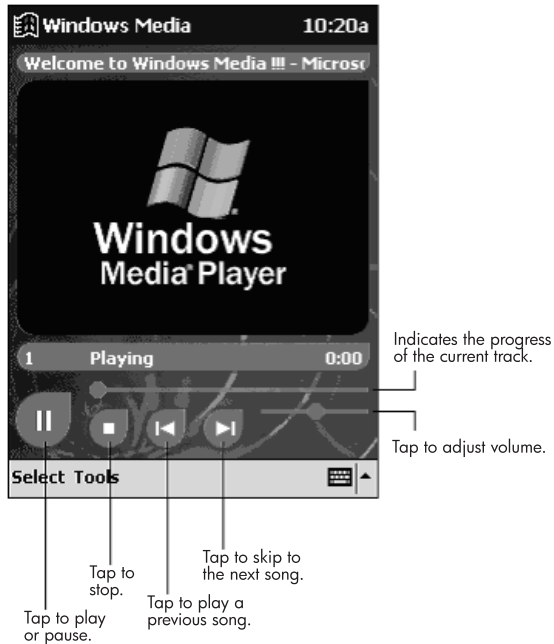 Windows Media 10:20a
Welcome to Windows Media !!! - Microso
Windows
Media Player
1 Playing 0:00
Indicates the progress
of the current track.
Tap to adjust volume.
Select Tools
Tap to skip to
the next song.
Tap to
stop.
Tap to play a
previous song.
Tap to play
or pause.